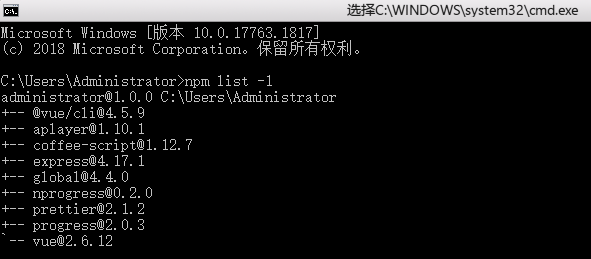 选择C:\WINDOWS\system32\cmd.exe
Microsoft Windows [版本 10.0.17763.1817]
(c) 2018 Microsoft Corporation。保留所有权利。
C:\Users\Administrator>npm list -l
administrator@1.0.0 C:\Users\Administrator
+-- @vue/cli@4.5.9
+-- aplayer@1.10.1
+-- coffee-script@1.12.7
+-- express@4.17.1
+-- global@4.4.0
+-- nprogress@0.2.0
+-- prettier@2.1.2
+-- progress@2.0.3
`-- vue@2.6.12